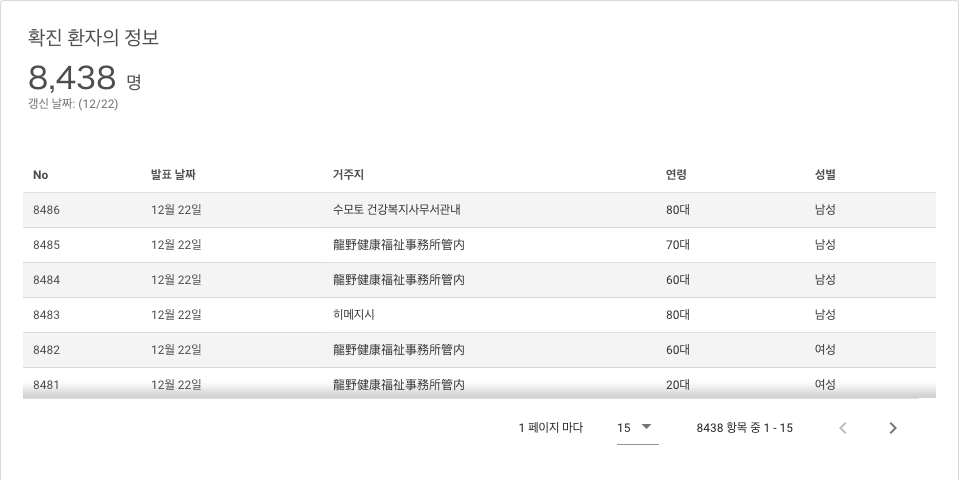 확진 환자의 정보
8,438 명
갱신 날짜: (12/22)
No 발표 날짜 거주지 연령 성별
8486 12월 22일 수모토 건강복지사무서관내 80대 남성
8485 12월 22일 龍野健康福祉事務所管内 70대 남성
8484 12월 22일 龍野健康福祉事務所管内 60대 남성
8483 12월 22일 히메지시 80대 남성
8482 12월 22일 龍野健康福祉事務所管内 60대 여성
8481 12월 22일 龍野健康福祉事務所管内 20대 여성
1 페이지 마다 15 8438 항목 중 1 - 15